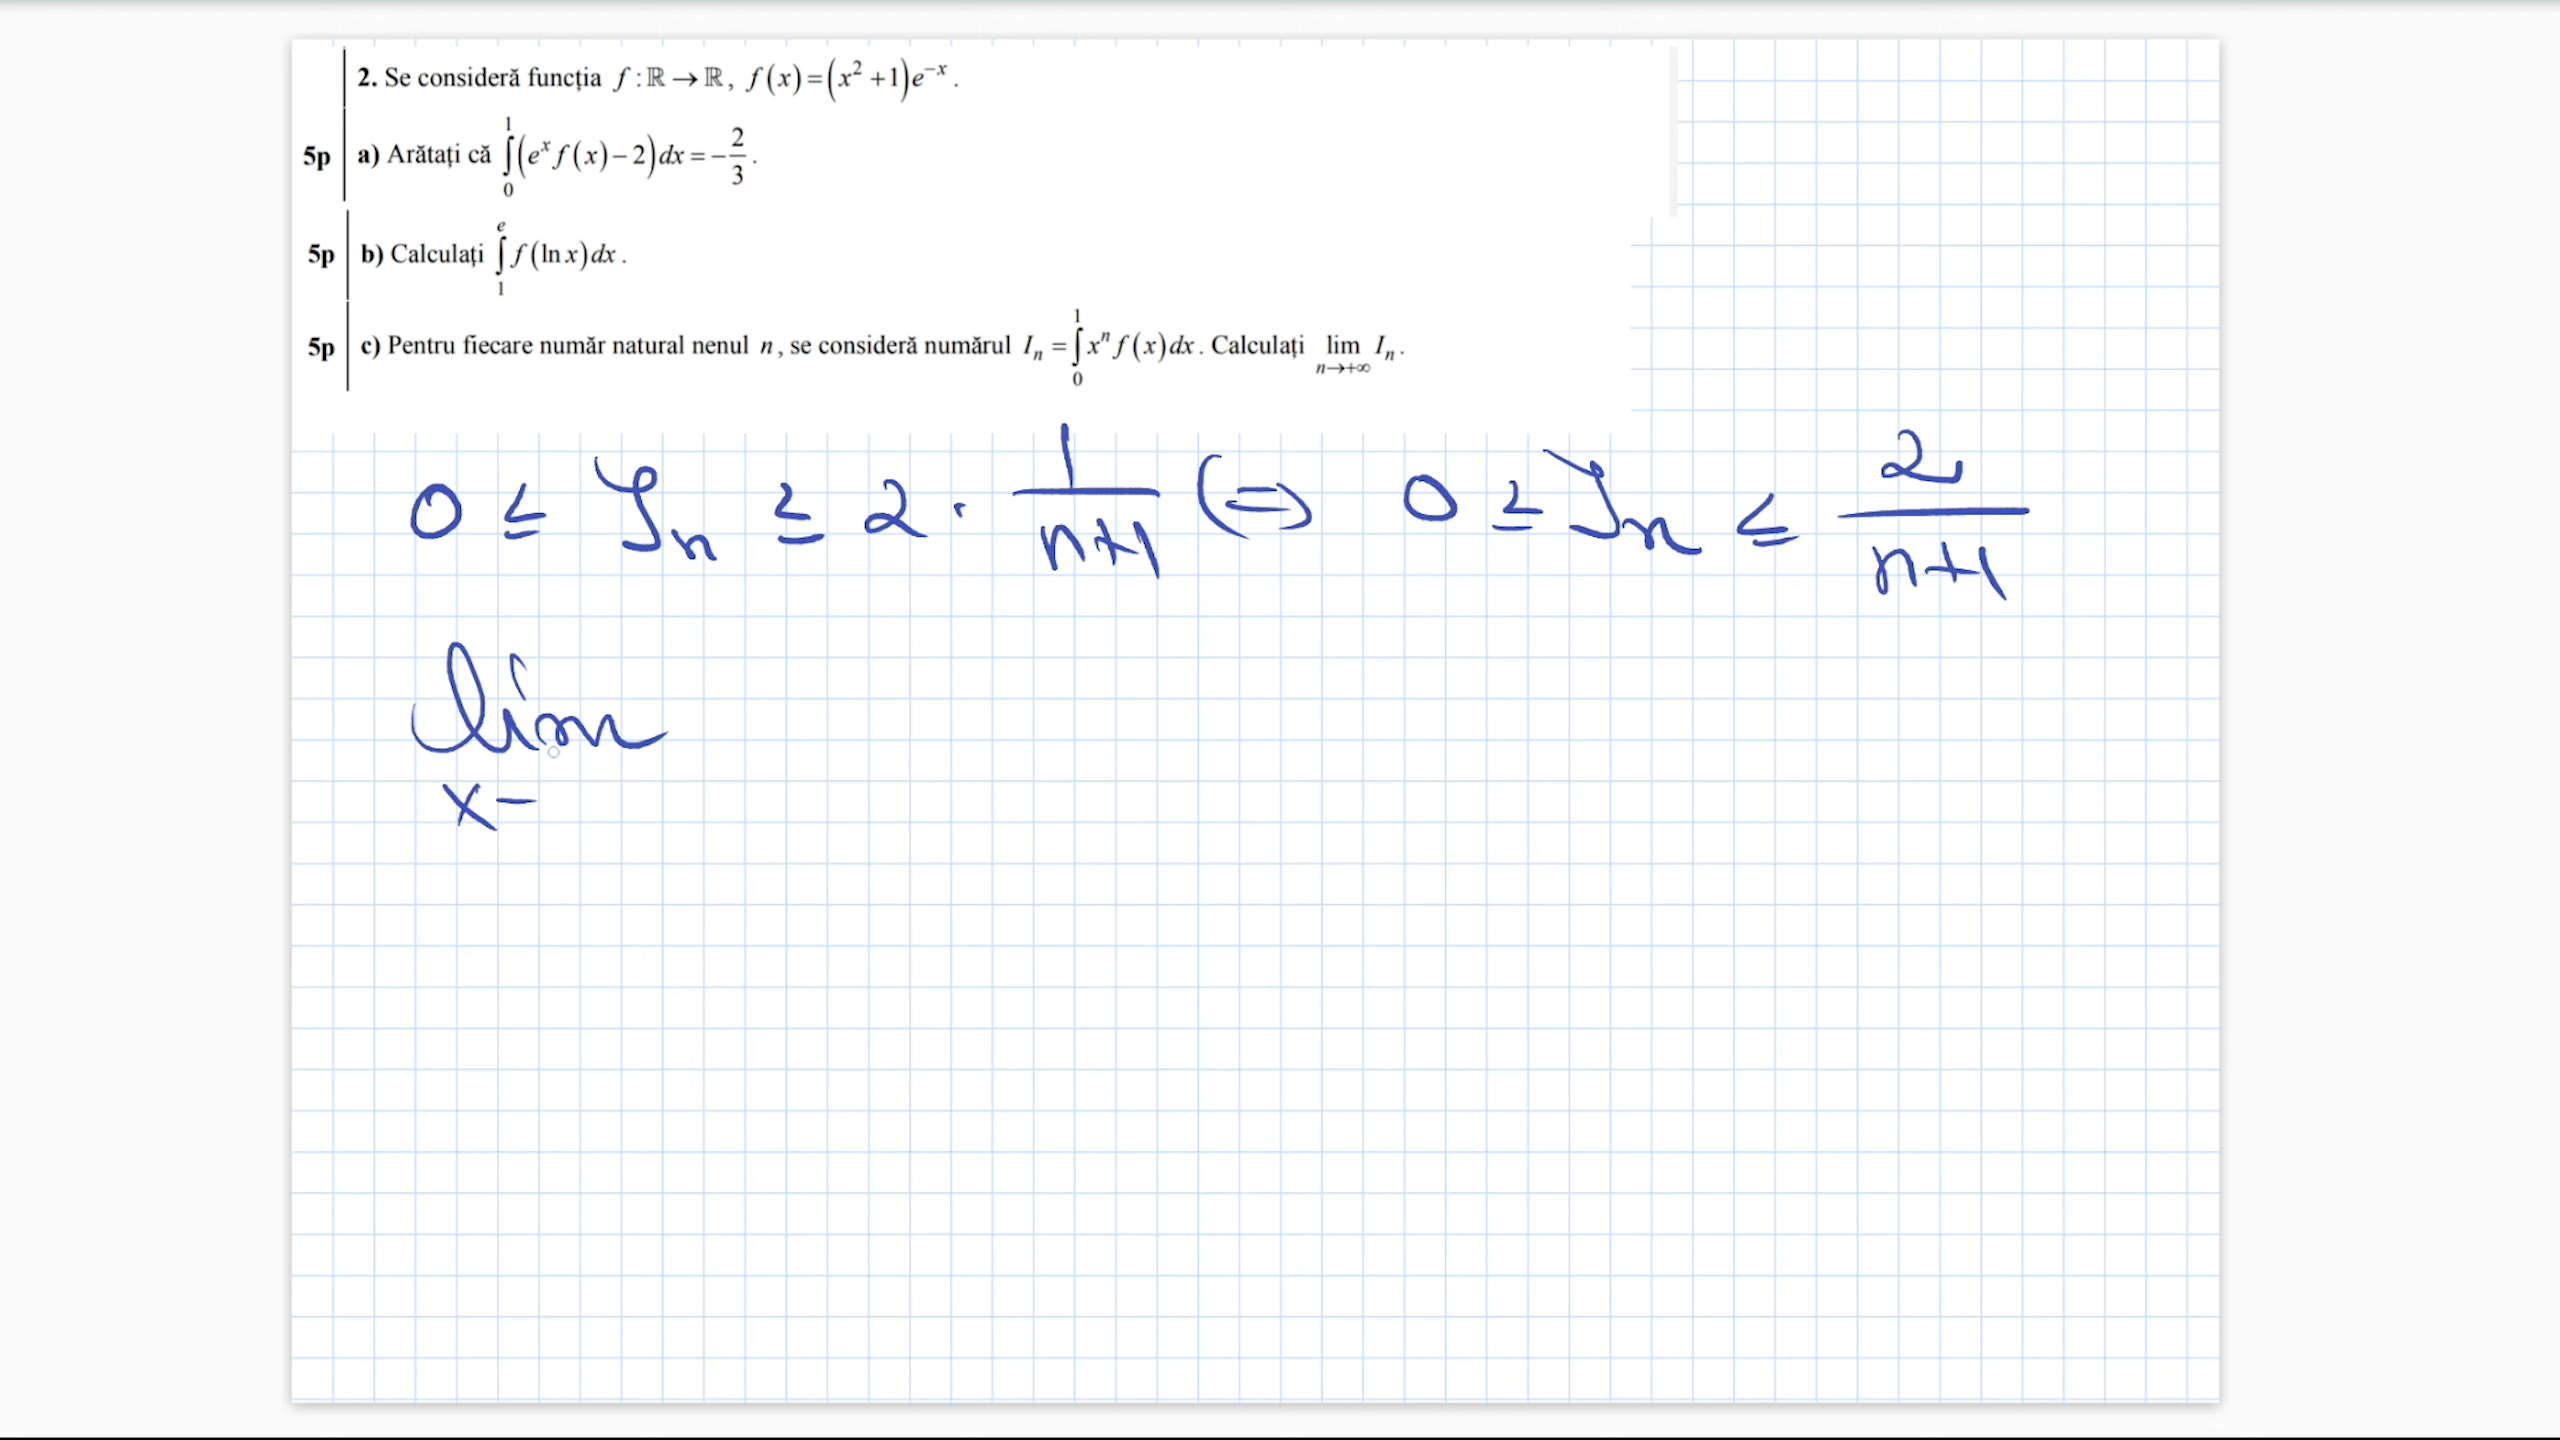 2. Se consideră funcția f : ℝ → ℝ, f(x) = (x² + 1)e⁻ˣ.
5p a) Arătați că ∫₀¹ (eˣ f(x) − 2)dx = −2/3.
5p b) Calculați ∫₁ᵉ f(ln x)dx.
5p c) Pentru fiecare număr natural nenul n, se consideră numărul Iₙ = ∫₀¹ xⁿ f(x)dx. Calculați lim n→+∞ Iₙ.
0 ≤ Iₙ ≤ 2 · 1/(n+1) (=) 0 ≤ Iₙ ≤ 2/(n+1)
lim
x −